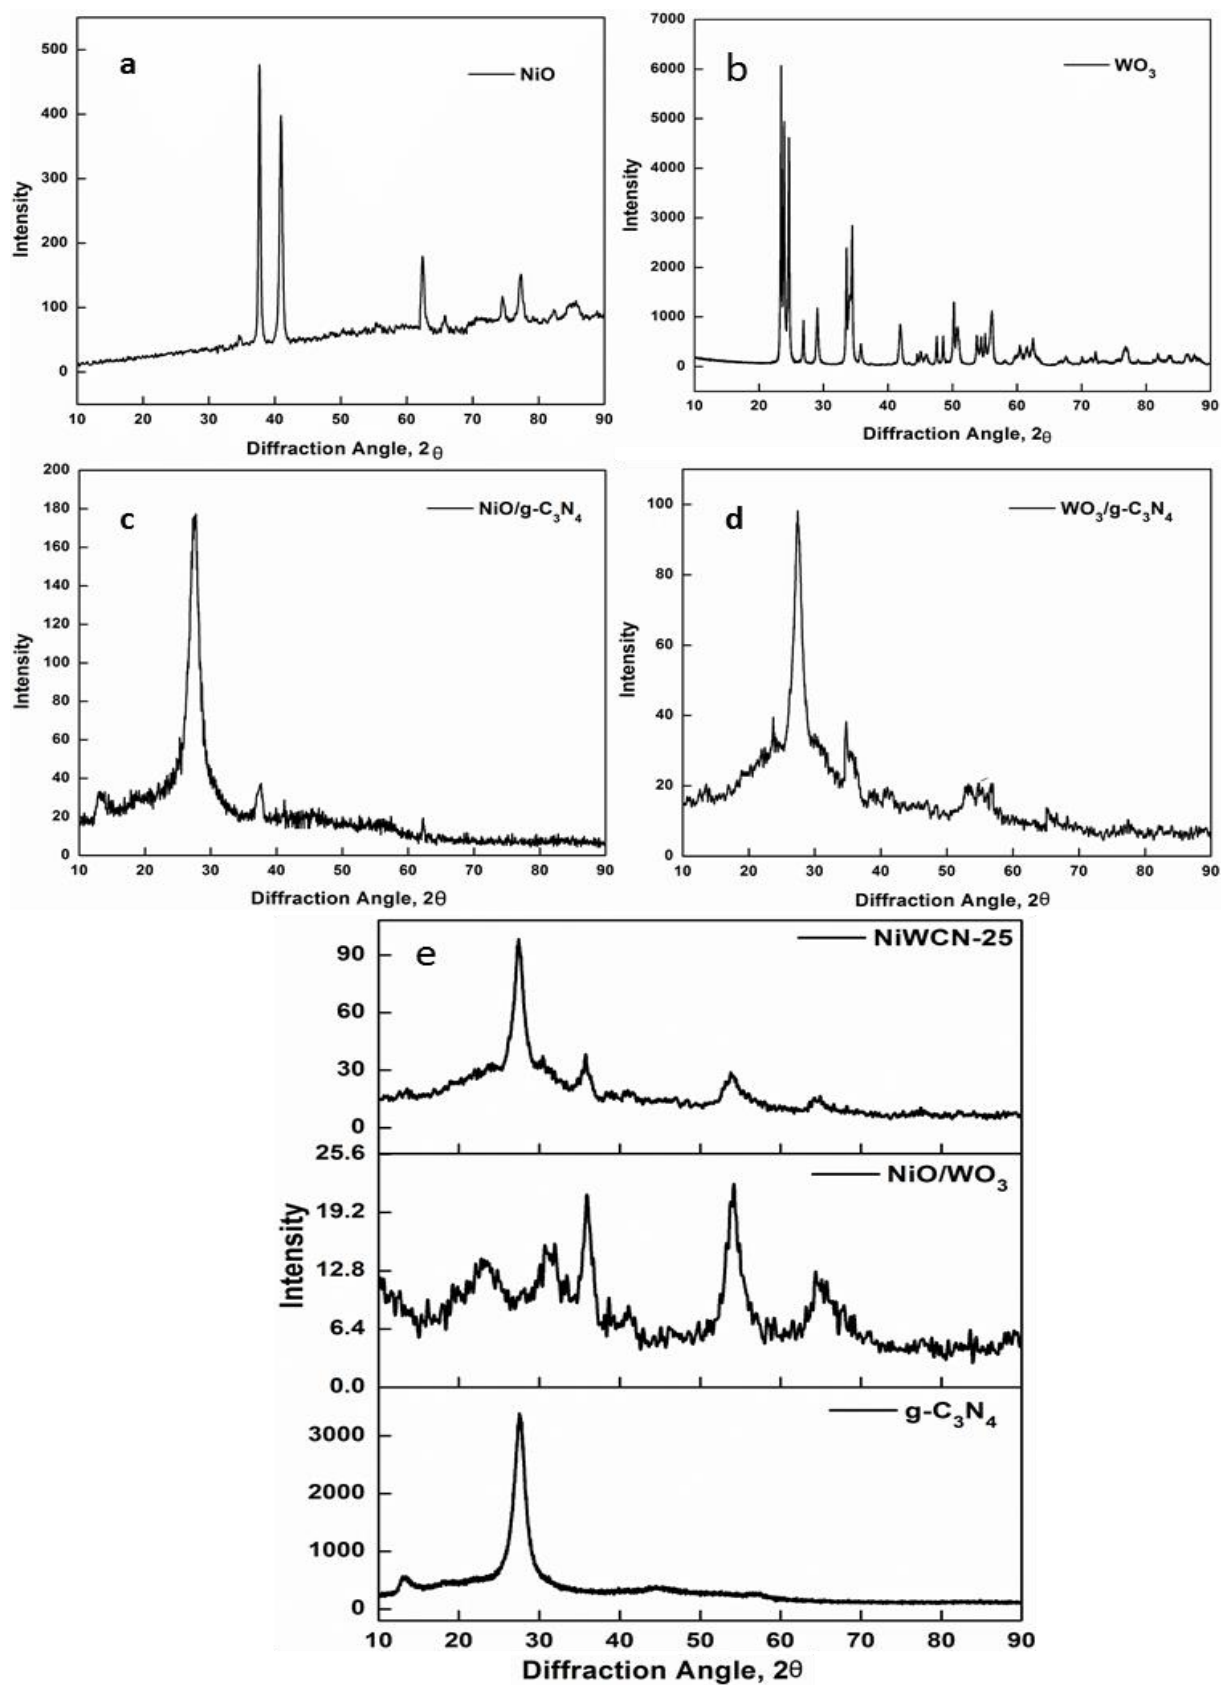 a
NiO
500
400
300
200
100
0
Intensity
10 20 30 40 50 60 70 80 90
Diffraction Angle, 2θ
b
WO3
7000
6000
5000
4000
3000
2000
1000
0
Intensity
10 20 30 40 50 60 70 80 90
Diffraction Angle, 2θ
c
NiO/g-C3N4
200
180
160
140
120
100
80
60
40
20
0
Intensity
10 20 30 40 50 60 70 80 90
Diffraction Angle, 2θ
d
WO3/g-C3N4
100
80
60
40
20
0
Intensity
10 20 30 40 50 60 70 80 90
Diffraction Angle, 2θ
e
NiWCN-25
90
60
30
0
NiO/WO3
25.6
19.2
12.8
6.4
0.0
Intensity
g-C3N4
3000
2000
1000
0
10 20 30 40 50 60 70 80 90
Diffraction Angle, 2θ